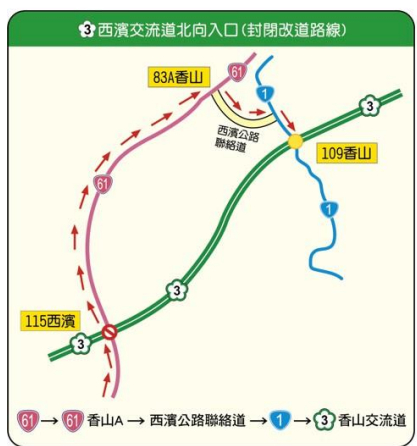 3 西濱交流道北向入口(封閉改道路線)
83A香山
61
1
3
西濱公路
聯絡道
109香山
61
1
3
115西濱
3
61 → 61 香山A → 西濱公路聯絡道 → 1 → 3 香山交流道